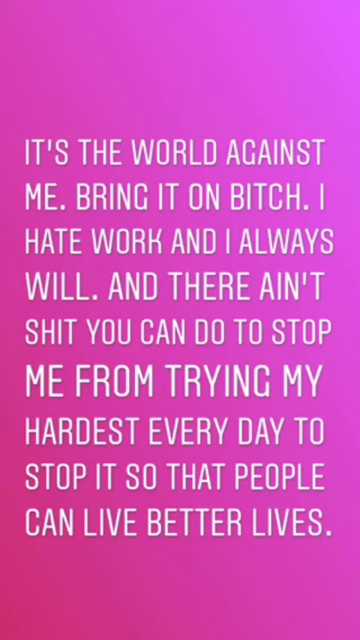 IT'S THE WORLD AGAINST
ME. BRING IT ON BITCH. I
HATE WORK AND I ALWAYS
WILL. AND THERE AIN'T
SHIT YOU CAN DO TO STOP
ME FROM TRYING MY
HARDEST EVERY DAY TO
STOP IT SO THAT PEOPLE
CAN LIVE BETTER LIVES.